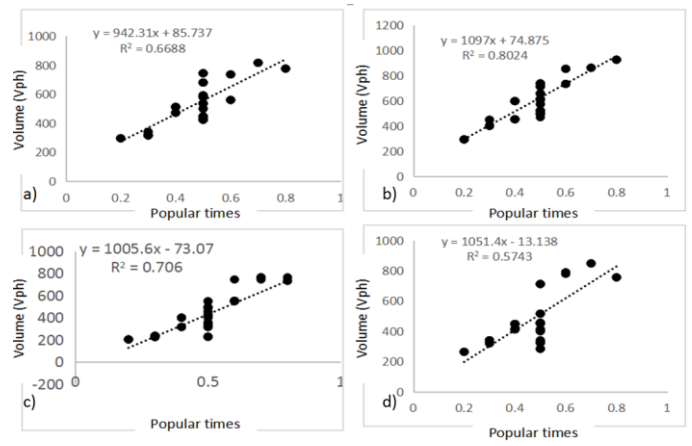 y = 942.31x + 85.737
R² = 0.6688
1000
800
600
400
200
0
Volume (Vph)
0 0.2 0.4 0.6 0.8 1
a)
Popular times
y = 1097x + 74.875
R² = 0.8024
1200
1000
800
600
400
200
0
Volume (Vph)
0 0.2 0.4 0.6 0.8 1
b)
Popular times
y = 1005.6x - 73.07
R² = 0.706
1000
800
600
400
200
0
-200
Volume (Vph)
0 0.5 1
c)
Popular times
y = 1051.4x - 13.138
R² = 0.5743
1000
800
600
400
200
0
Volume (Vph)
0 0.2 0.4 0.6 0.8 1
d)
Popular times